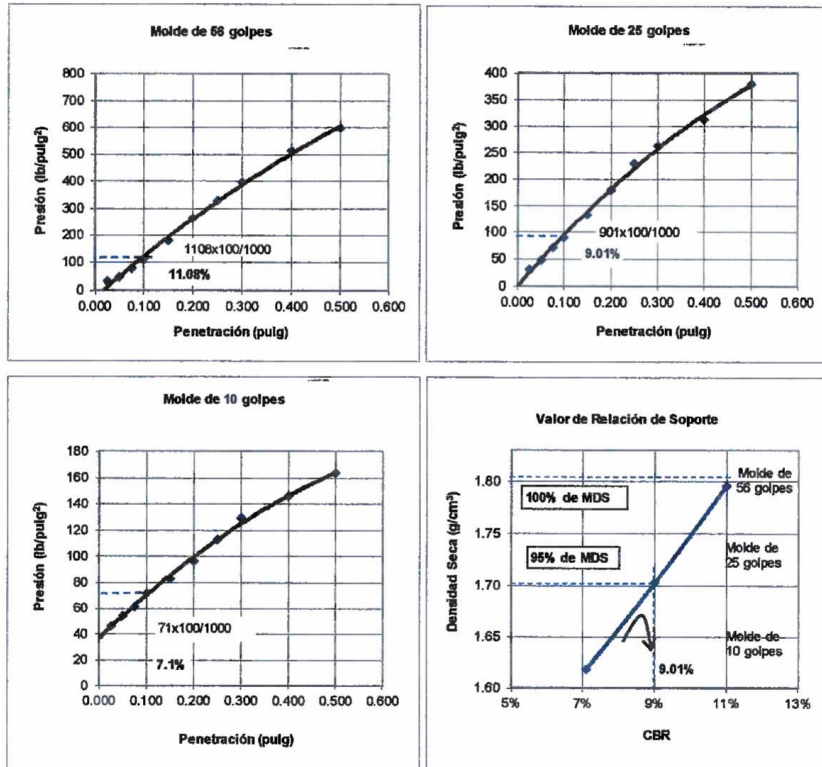 Molde de 56 golpes
Presión (lb/pulg²)
800
700
600
500
400
300
200
100
0
1106x100/1000
11.08%
0.000 0.100 0.200 0.300 0.400 0.500 0.600
Penetración (pulg)
Molde de 25 golpes
Presión (lb/pulg²)
400
350
300
250
200
150
100
50
0
901x100/1000
9.01%
0.000 0.100 0.200 0.300 0.400 0.500 0.600
Penetración (pulg)
Molde de 10 golpes
Presión (lb/pulg²)
180
160
140
120
100
80
60
40
20
0
71x100/1000
7.1%
0.000 0.100 0.200 0.300 0.400 0.500 0.600
Penetración (pulg)
Valor de Relación de Soporte
Densidad Seca (g/cm³)
1.80
1.75
1.70
1.65
1.60
100% de MDS
95% de MDS
Molde de
56 golpes
Molde de
25 golpes
Molde de
10 golpes
9.01%
5% 7% 9% 11% 13%
CBR